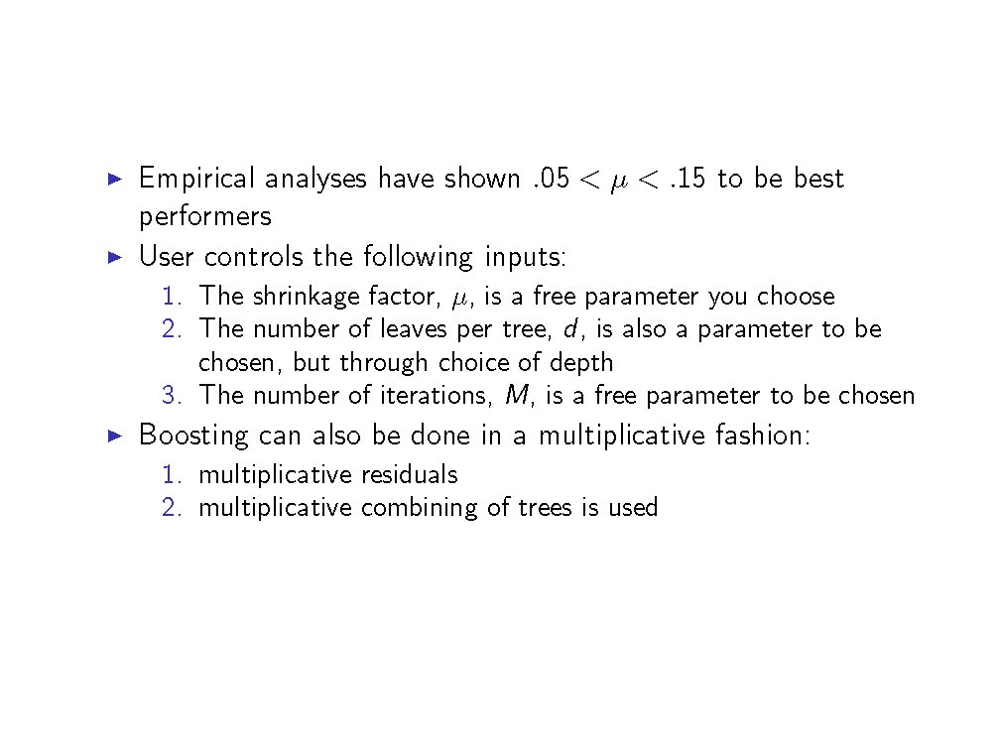 ▶ Empirical analyses have shown .05 < μ < .15 to be best
performers
▶ User controls the following inputs:
1. The shrinkage factor, μ, is a free parameter you choose
2. The number of leaves per tree, d, is also a parameter to be
chosen, but through choice of depth
3. The number of iterations, M, is a free parameter to be chosen
▶ Boosting can also be done in a multiplicative fashion:
1. multiplicative residuals
2. multiplicative combining of trees is used